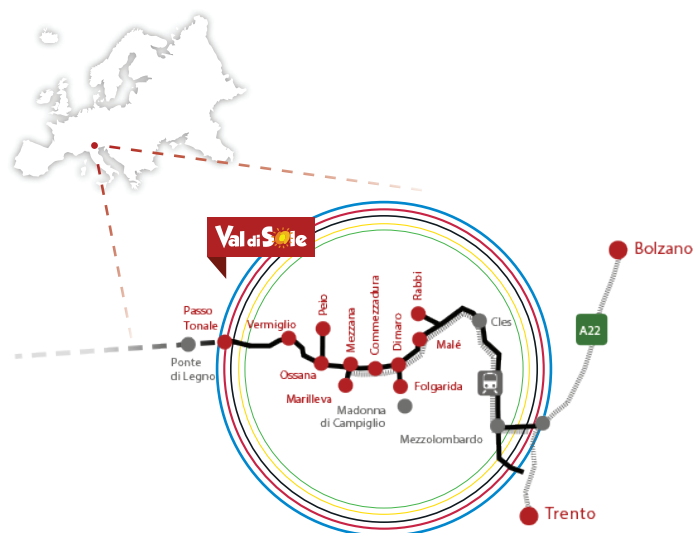 Val di Sole
Bolzano
A22
Passo
Tonale
Vermiglio
Peio
Mezzana
Commezzadura
Dimaro
Rabbi
Cles
Malé
Ponte
di Legno
Ossana
Marilleva
Folgarida
Madonna
di Campiglio
Mezzolombardo
Trento